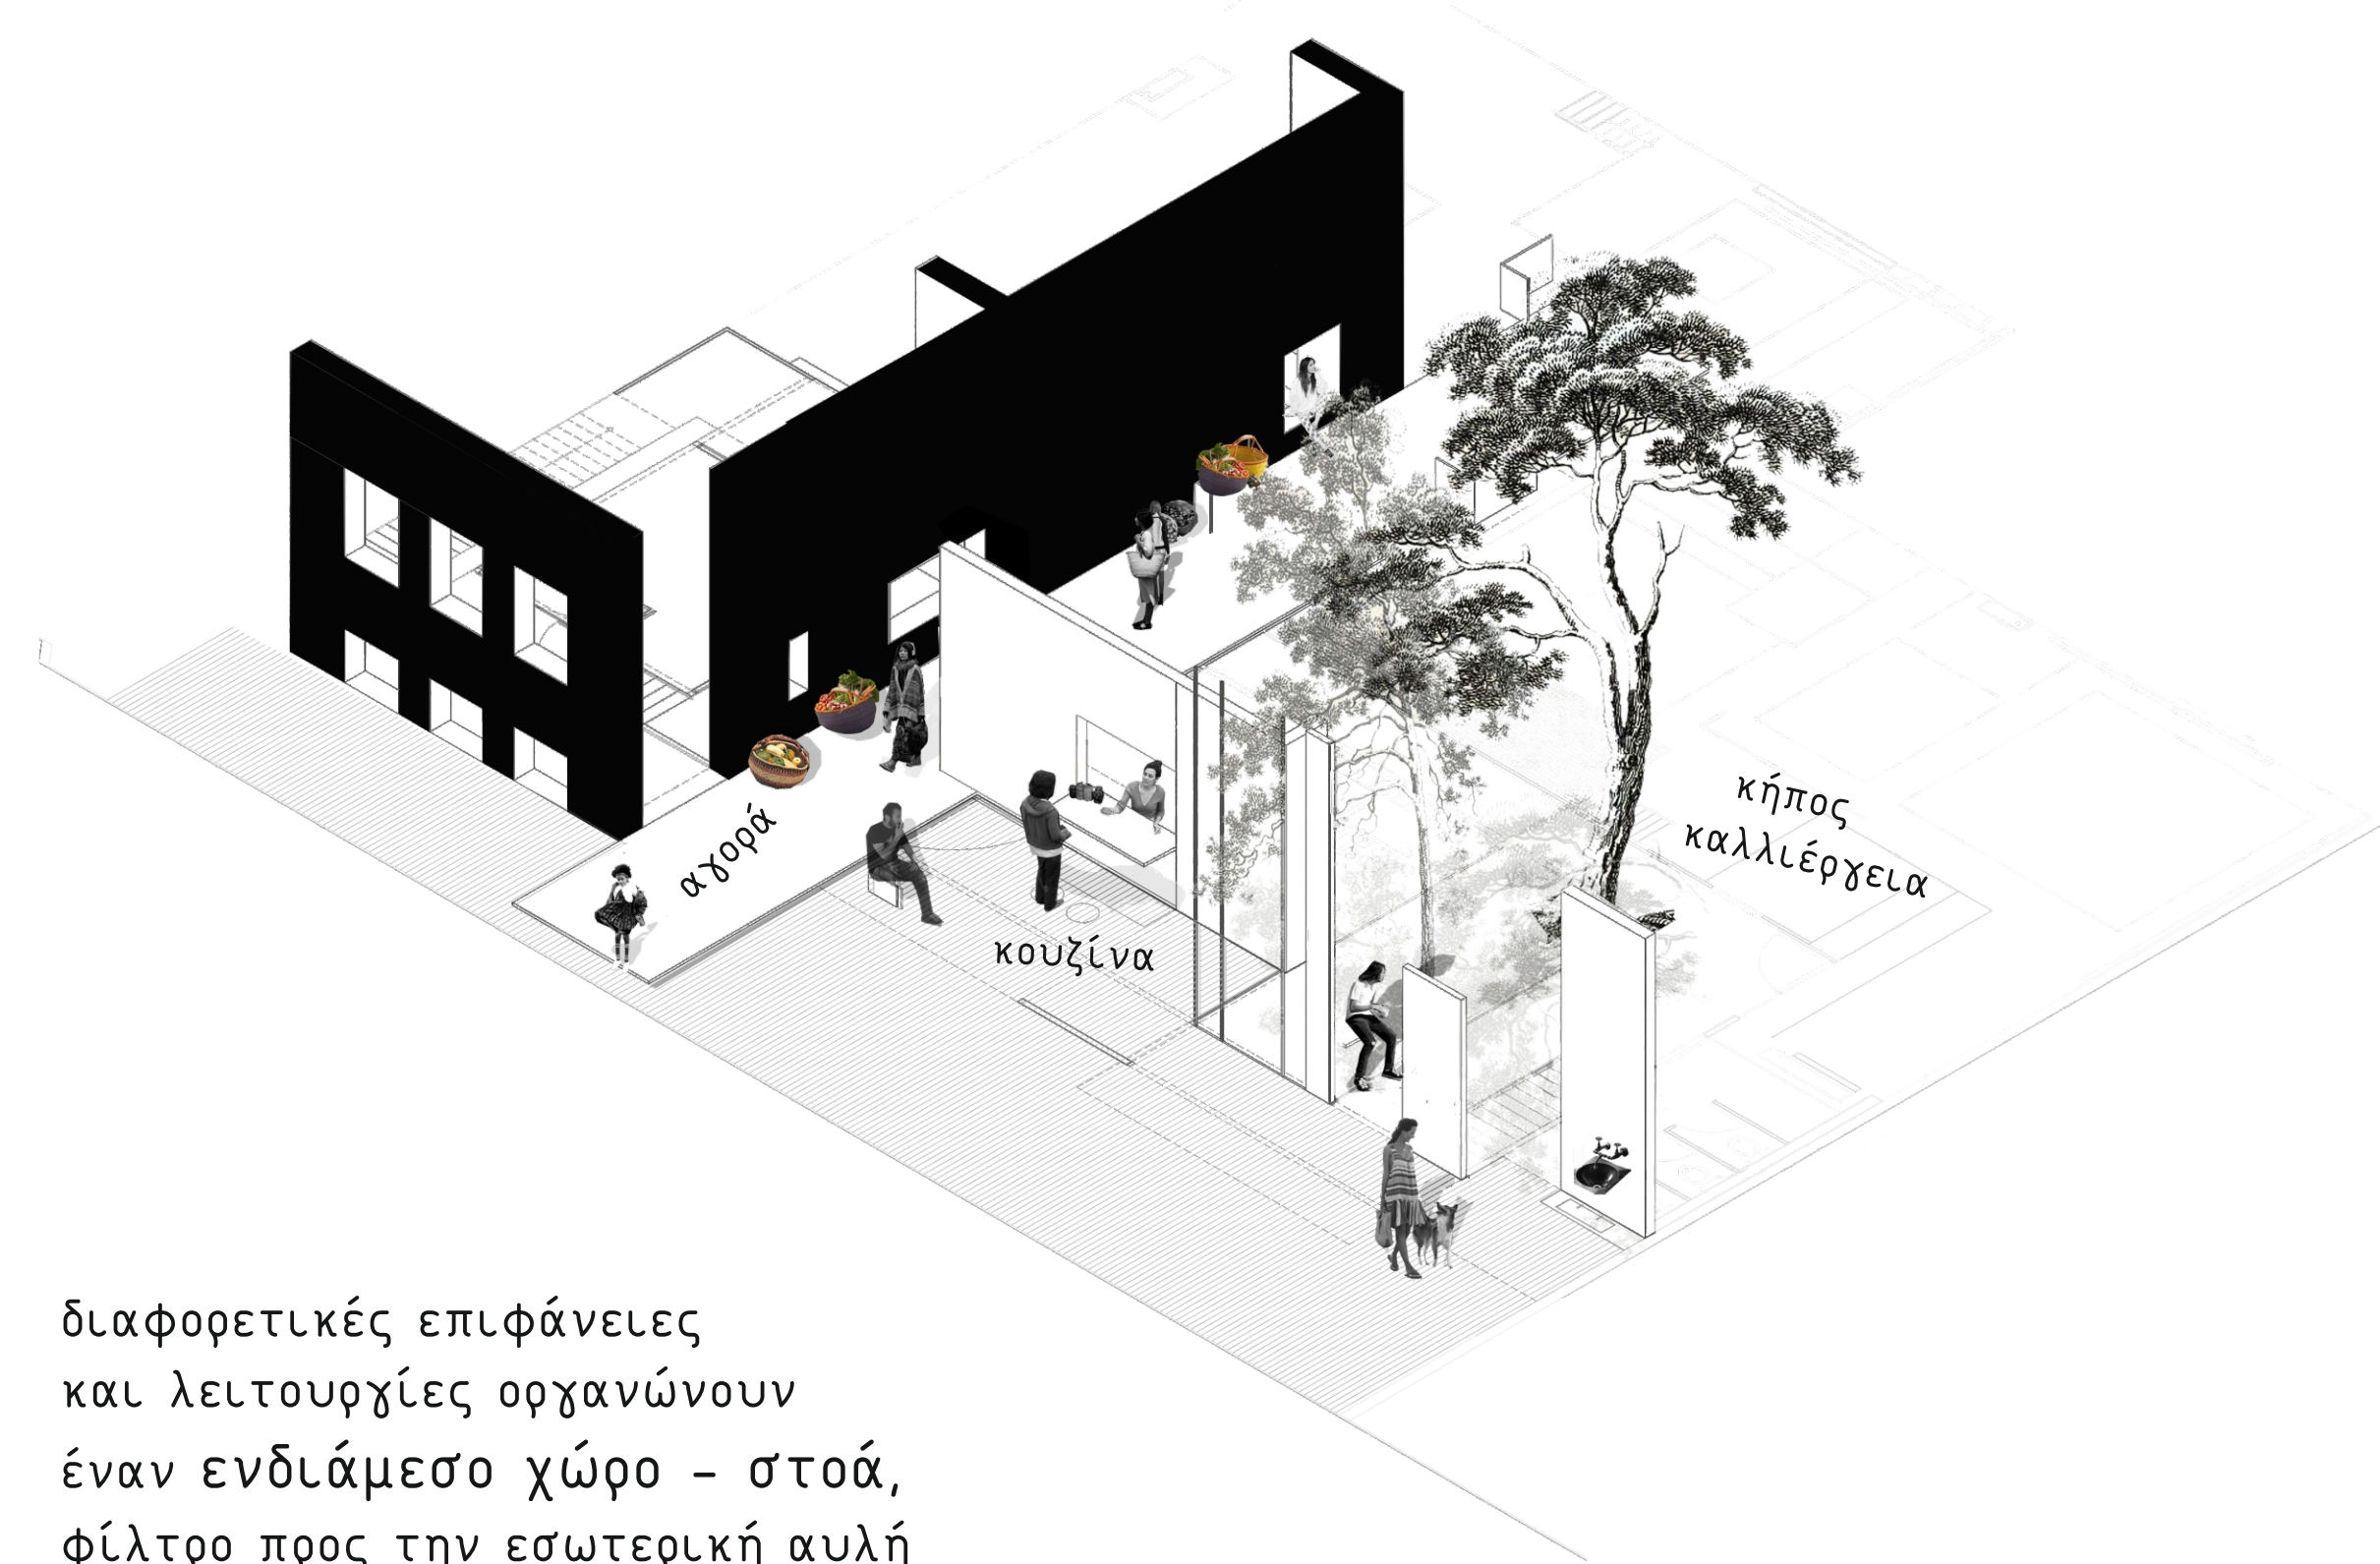 κήπος
καλλιέργεια
αγορά
κουζίνα
διαφορετικές επιφάνειες
και λειτουργίες οργανώνουν
έναν ενδιάμεσο χώρο – στοά,
φίλτρο προς την εσωτερική αυλή